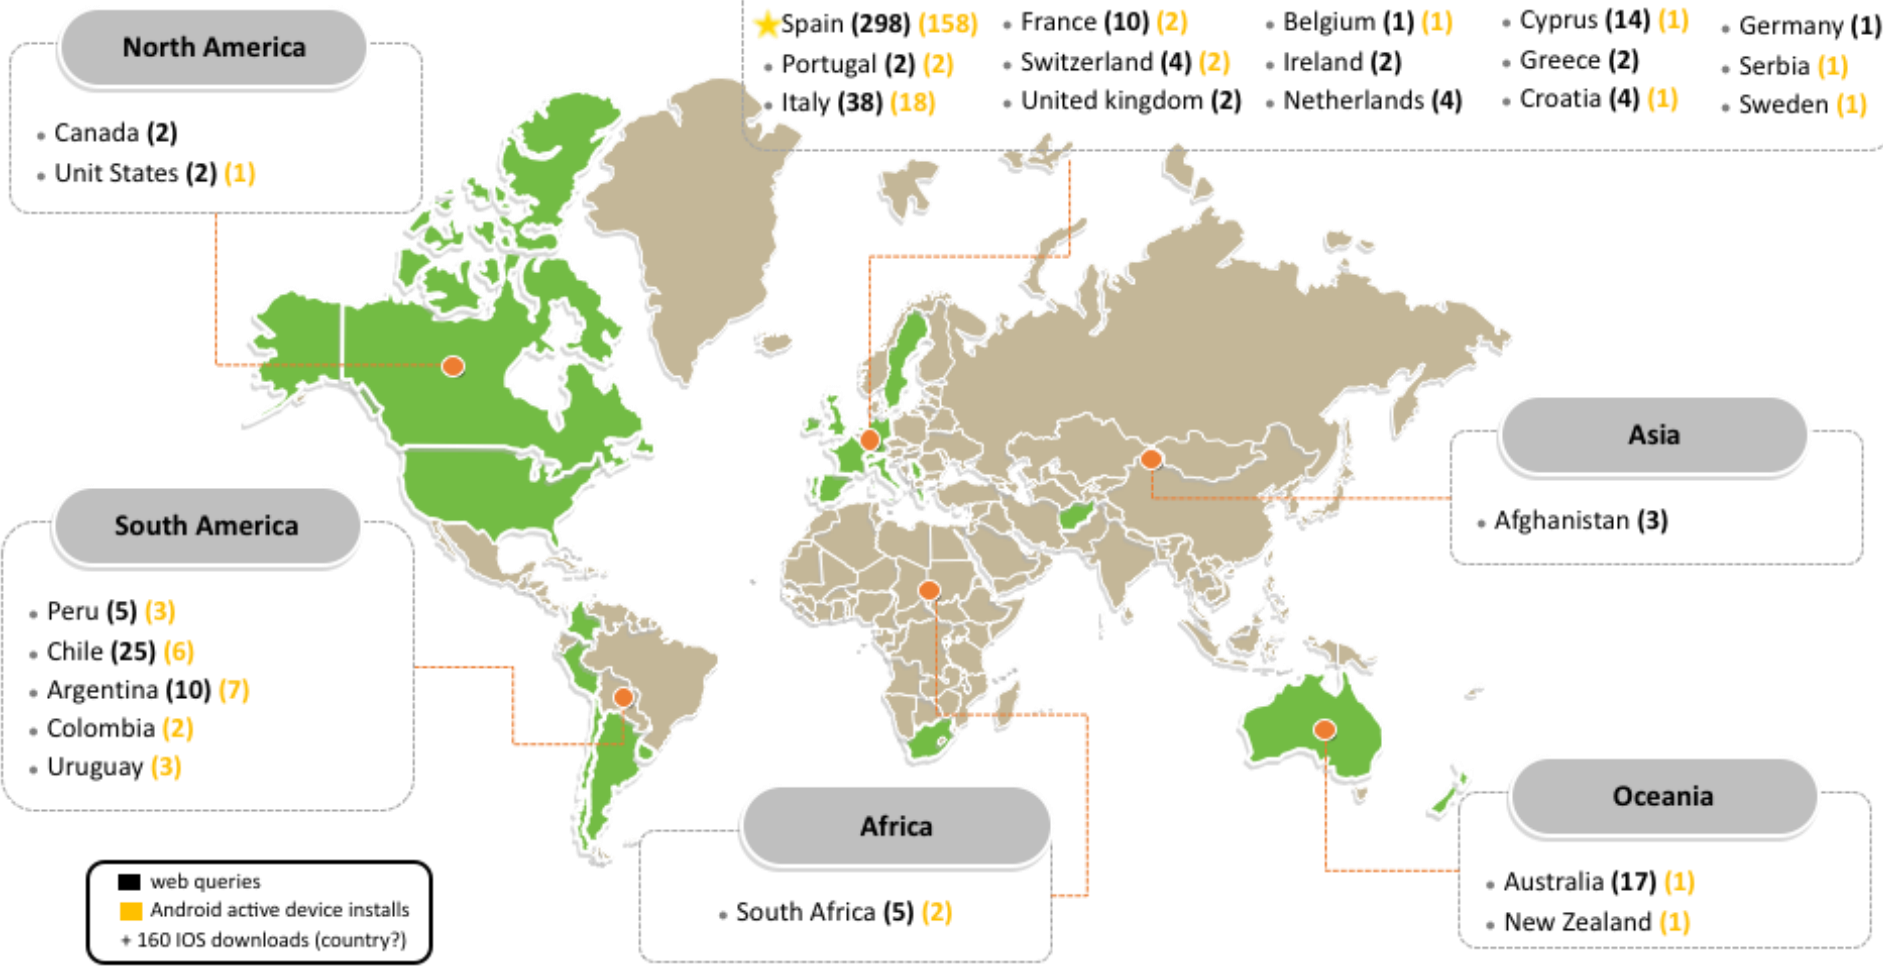 Spain (298) (158)
Portugal (2) (2)
Italy (38) (18)
France (10) (2)
Switzerland (4) (2)
United kingdom (2)
Belgium (1) (1)
Ireland (2)
Netherlands (4)
Cyprus (14) (1)
Greece (2)
Croatia (4) (1)
Germany (1)
Serbia (1)
Sweden (1)
North America
Canada (2)
Unit States (2) (1)
South America
Peru (5) (3)
Chile (25) (6)
Argentina (10) (7)
Colombia (2)
Uruguay (3)
Asia
Afghanistan (3)
Africa
South Africa (5) (2)
Oceania
Australia (17) (1)
New Zealand (1)
web queries
Android active device installs
+ 160 IOS downloads (country?)